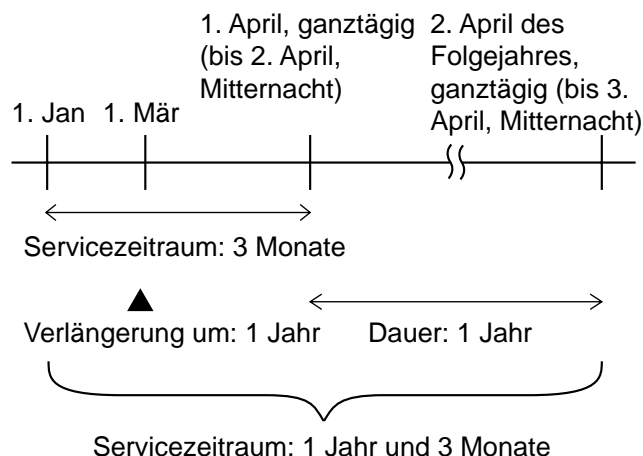 1. April, ganztägig
(bis 2. April,
Mitternacht)
2. April des
Folgejahres,
ganztägig (bis 3.
April, Mitternacht)
1. Jan
1. Mär
Servicezeitraum: 3 Monate
Verlängerung um: 1 Jahr
Dauer: 1 Jahr
Servicezeitraum: 1 Jahr und 3 Monate